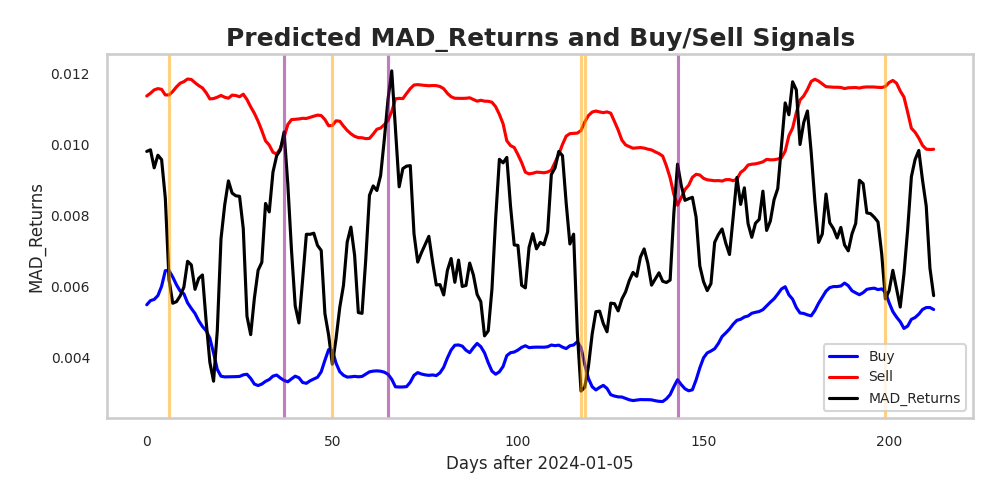 Predicted MAD_Returns and Buy/Sell Signals
0.012
0.010
0.008
0.006
0.004
MAD_Returns
0 50 100 150 200
Days after 2024-01-05
Buy
Sell
MAD_Returns